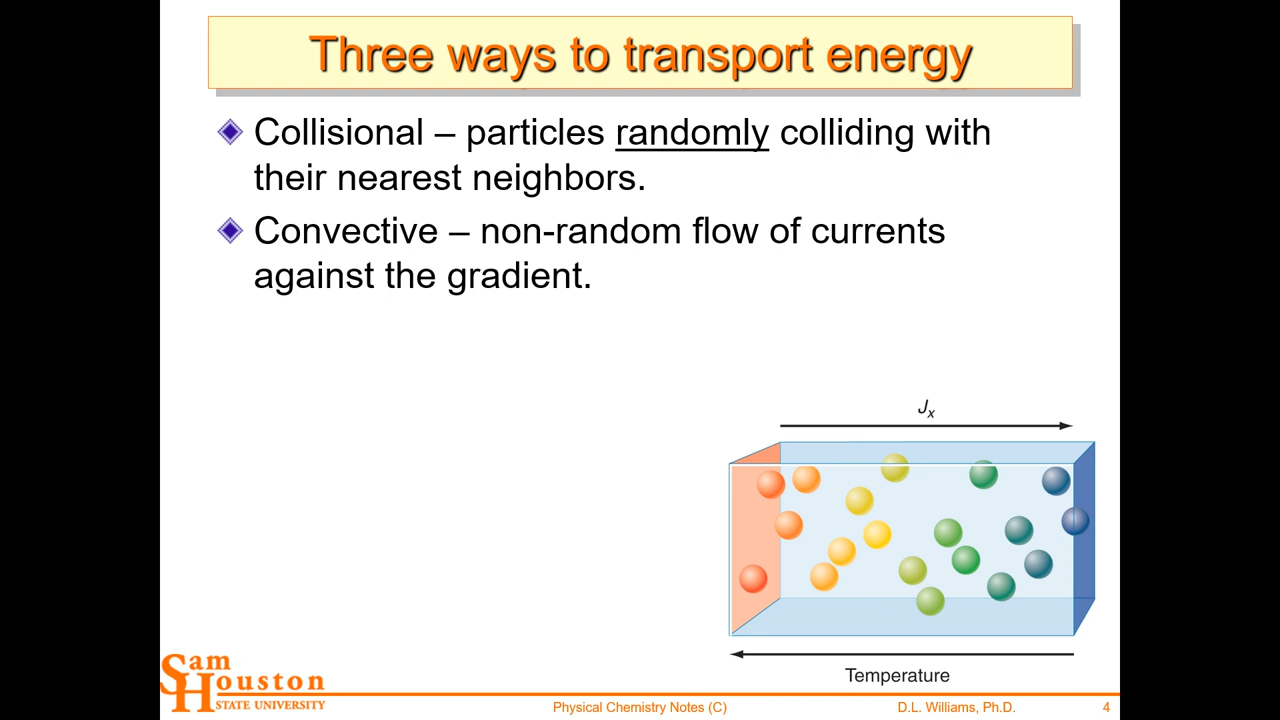 Three ways to transport energy
Collisional – particles randomly colliding with
their nearest neighbors.
Convective – non-random flow of currents
against the gradient.
Jx
Temperature
Sam
Houston
STATE UNIVERSITY
Physical Chemistry Notes (C)
D.L. Williams, Ph.D.
4